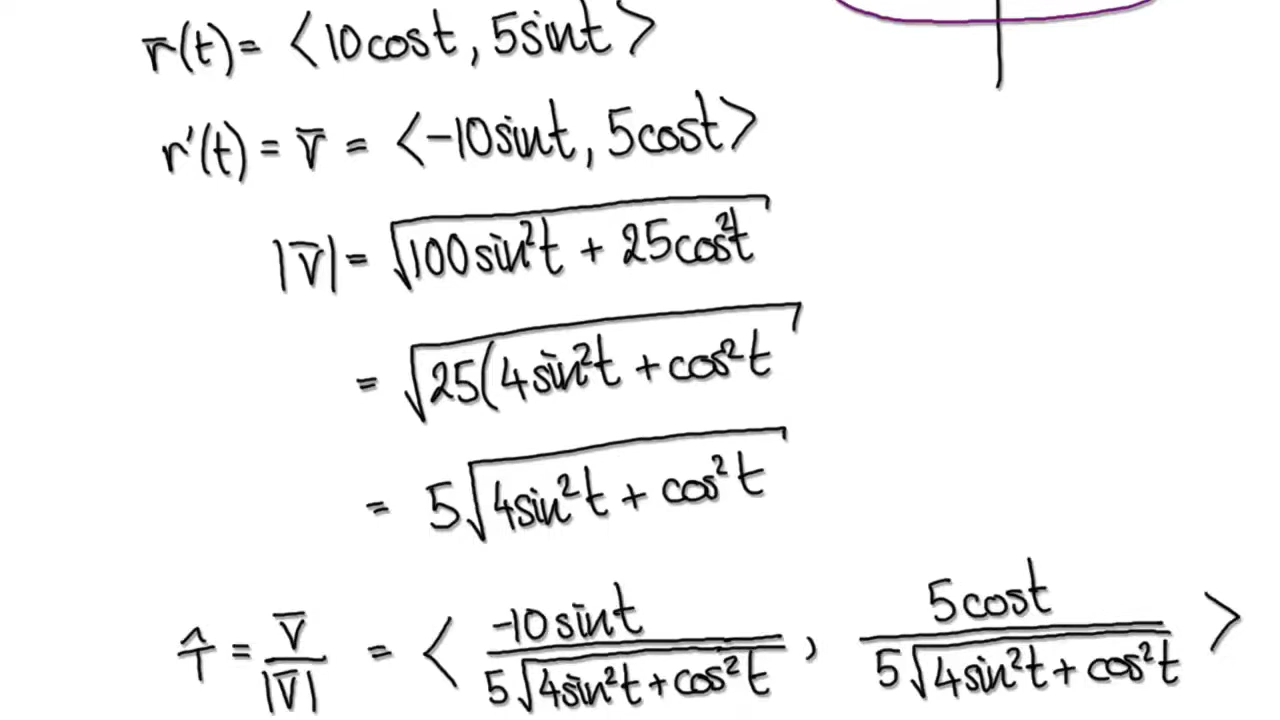 r̅(t) = ⟨10cost, 5sint⟩
r'(t) = v̅ = ⟨-10sint, 5cost⟩
|v̅| = √(100sin²t + 25cos²t)
= √25(4sin²t + cos²t
= 5√(4sin²t + cos²t)
T̂ = v̅/|v̅| = ⟨ -10sint / 5√(4sin²t + cos²t), 5cost / 5√(4sin²t + cos²t) ⟩